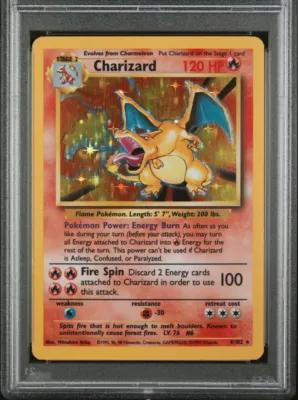 STAGE 2
Evolves from Charmeleon Put Charizard on the Stage 1 card
Charizard 120 HP
Flame Pokémon. Length: 5' 7", Weight: 200 lbs.
Pokémon Power: Energy Burn As often as
you like during your turn (before your attack), you may turn
all Energy attached to Charizard into for the
rest of the turn. This power can't be used if Charizard
is Asleep, Confused, or Paralyzed.
Fire Spin Discard 2 Energy cards
attached to Charizard in order to use
this attack.
100
weakness resistance retreat cost
-30
Spits fire that is hot enough to melt boulders. Known to
unintentionally cause forest fires. LV. 76 #6
Illus. Mitsuhiro Arita
4/102